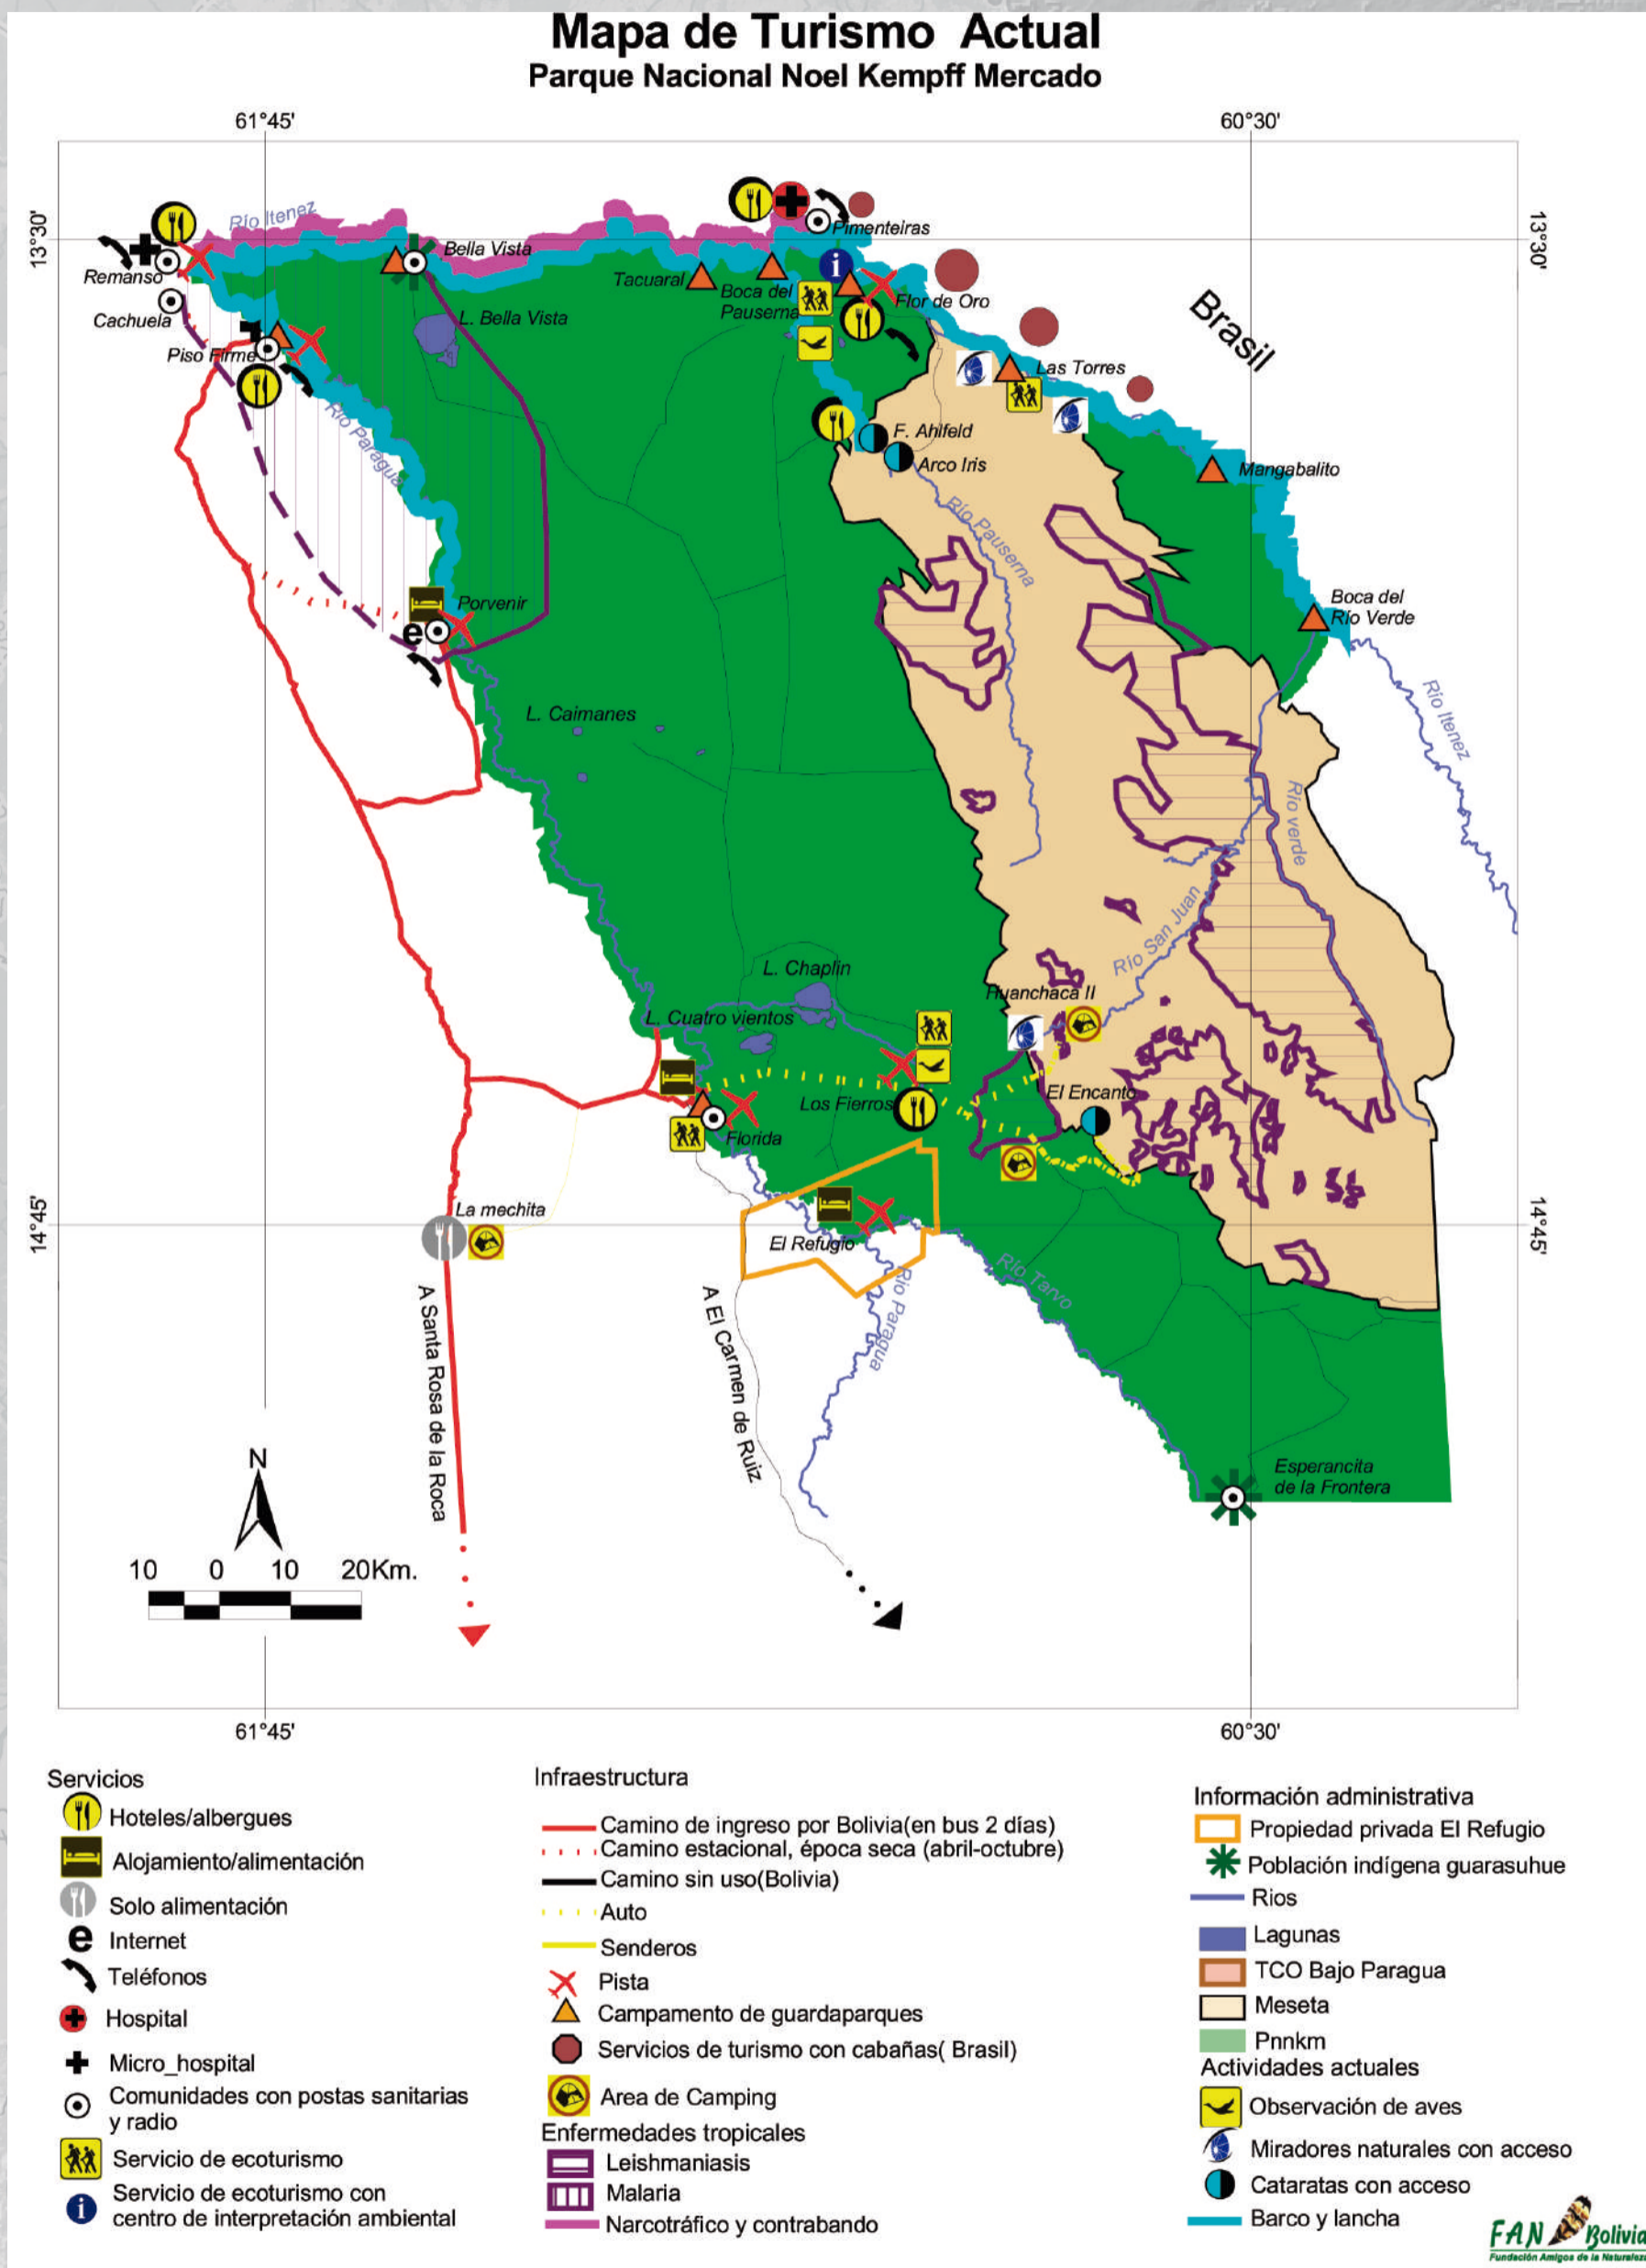 Mapa de Turismo Actual
Parque Nacional Noel Kempff Mercado
61°45'
60°30'
13°30'
13°30'
Río Itenez
Pimenteiras
Remanso
Bella Vista
Tacuaral
Boca del
Pauserna
Flor de Oro
Brasil
Cachuela
L. Bella Vista
Piso Firme
Las Torres
Río Paragua
F. Ahlfeld
Arco Iris
Mangabalito
Río Pauserna
Porvenir
Boca del
Río Verde
Río Itenez
L. Caimanes
Río verde
Río San Juan
L. Chaplin
Huanchaca II
L. Cuatro vientos
El Encanto
Los Fierros
Florida
La mechita
14°45'
14°45'
El Refugio
Río Tarvo
Río Paragua
A Santa Rosa de la Roca
A El Carmen de Ruiz
Esperancita
de la Frontera
N
10 0 10 20Km.
61°45'
60°30'
Servicios
Hoteles/albergues
Alojamiento/alimentación
Solo alimentación
e Internet
Teléfonos
Hospital
Micro_hospital
Comunidades con postas sanitarias
y radio
Servicio de ecoturismo
i Servicio de ecoturismo con
centro de interpretación ambiental
Infraestructura
Camino de ingreso por Bolivia(en bus 2 días)
Camino estacional, época seca (abril-octubre)
Camino sin uso(Bolivia)
Auto
Senderos
Pista
Campamento de guardaparques
Servicios de turismo con cabañas( Brasil)
Area de Camping
Enfermedades tropicales
Leishmaniasis
Malaria
Narcotráfico y contrabando
Información administrativa
Propiedad privada El Refugio
Población indígena guarasuhue
Rios
Lagunas
TCO Bajo Paragua
Meseta
Pnnkm
Actividades actuales
Observación de aves
Miradores naturales con acceso
Cataratas con acceso
Barco y lancha
FAN Bolivia
Fundación Amigos de la Naturaleza